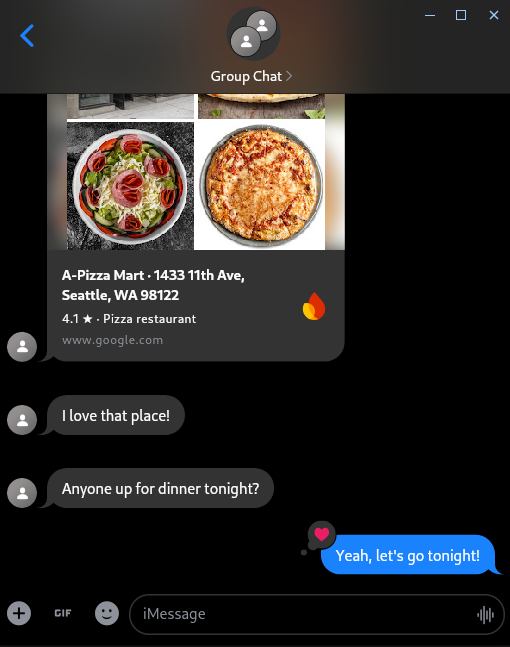 Group Chat
A-Pizza Mart · 1433 11th Ave,
Seattle, WA 98122
4.1 ★ · Pizza restaurant
www.google.com
I love that place!
Anyone up for dinner tonight?
Yeah, let's go tonight!
GIF
iMessage